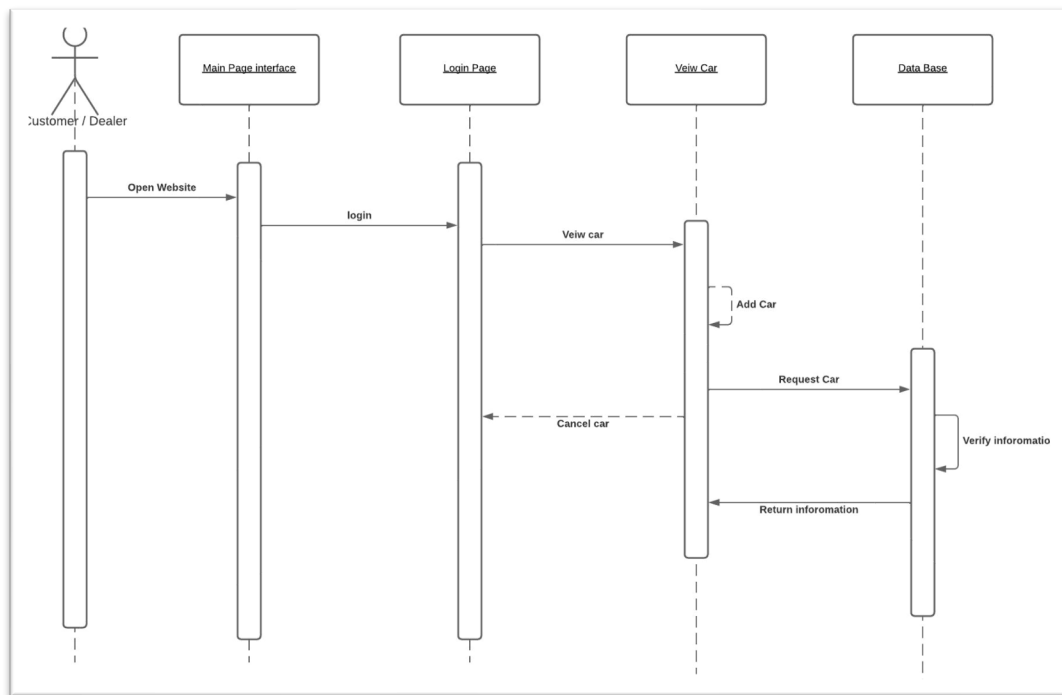 Main Page interface
Login Page
Veiw Car
Data Base
Customer / Dealer
Open Website
login
Veiw car
Add Car
Request Car
Cancel car
Verify inforomatio
Return inforomation